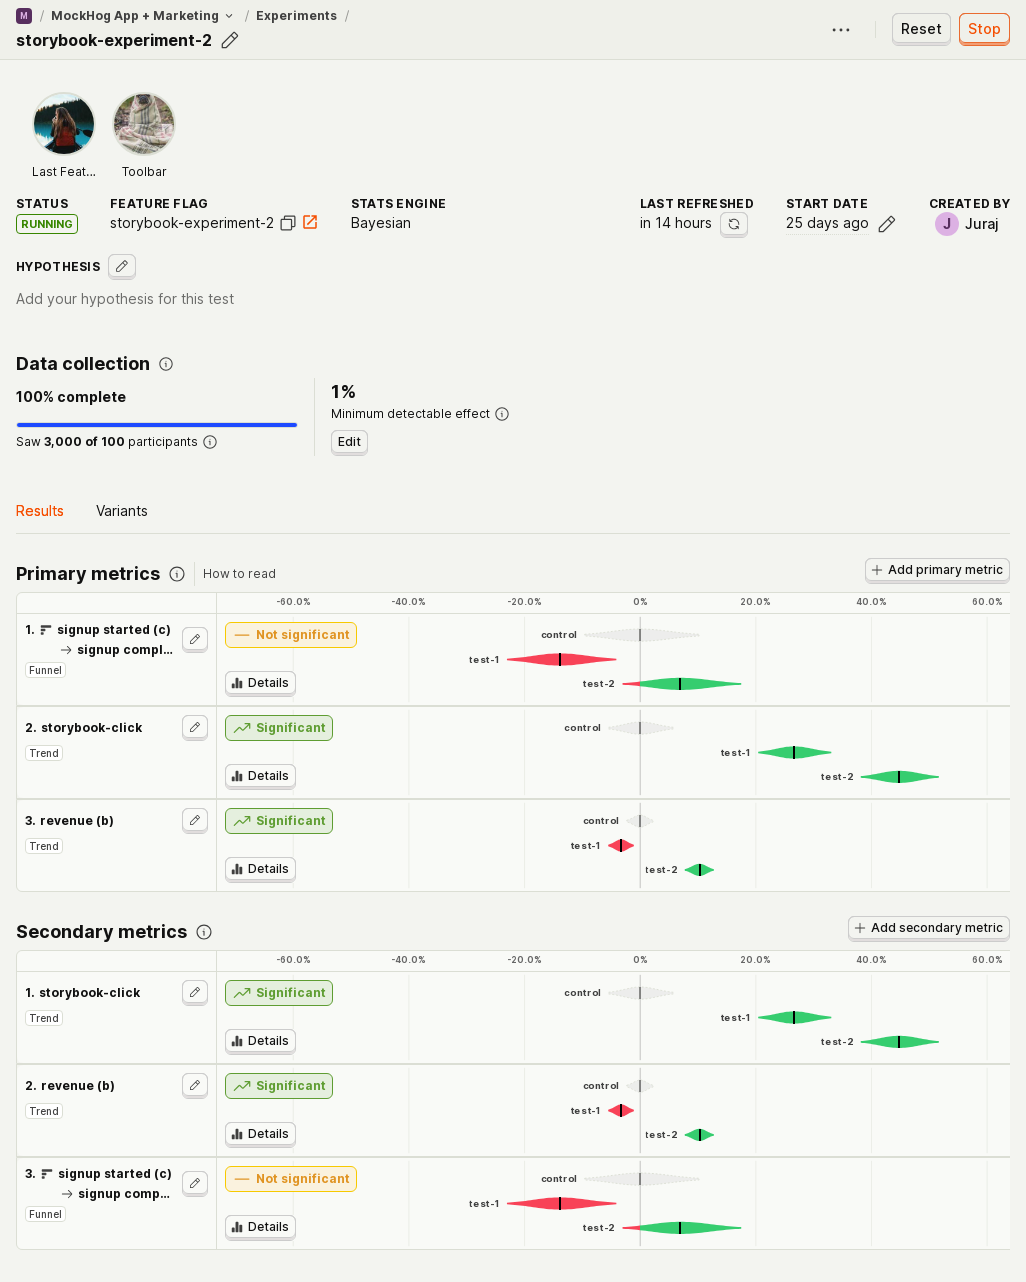 M / MockHog App + Marketing / Experiments /
storybook-experiment-2
Reset
Stop
Last Feat...
Toolbar
STATUS
RUNNING
FEATURE FLAG
storybook-experiment-2
STATS ENGINE
Bayesian
LAST REFRESHED
in 14 hours
START DATE
25 days ago
CREATED BY
J Juraj
HYPOTHESIS
Add your hypothesis for this test
Data collection
100% complete
Saw 3,000 of 100 participants
1%
Minimum detectable effect
Edit
Results
Variants
Primary metrics
How to read
Add primary metric
-60.0% -40.0% -20.0% 0% 20.0% 40.0% 60.0%
1. signup started (c)
→ signup compl...
Funnel
Not significant
Details
control
test-1
test-2
2. storybook-click
Trend
Significant
Details
control
test-1
test-2
3. revenue (b)
Trend
Significant
Details
control
test-1
test-2
Secondary metrics
Add secondary metric
-60.0% -40.0% -20.0% 0% 20.0% 40.0% 60.0%
1. storybook-click
Trend
Significant
Details
control
test-1
test-2
2. revenue (b)
Trend
Significant
Details
control
test-1
test-2
3. signup started (c)
→ signup comp...
Funnel
Not significant
Details
control
test-1
test-2